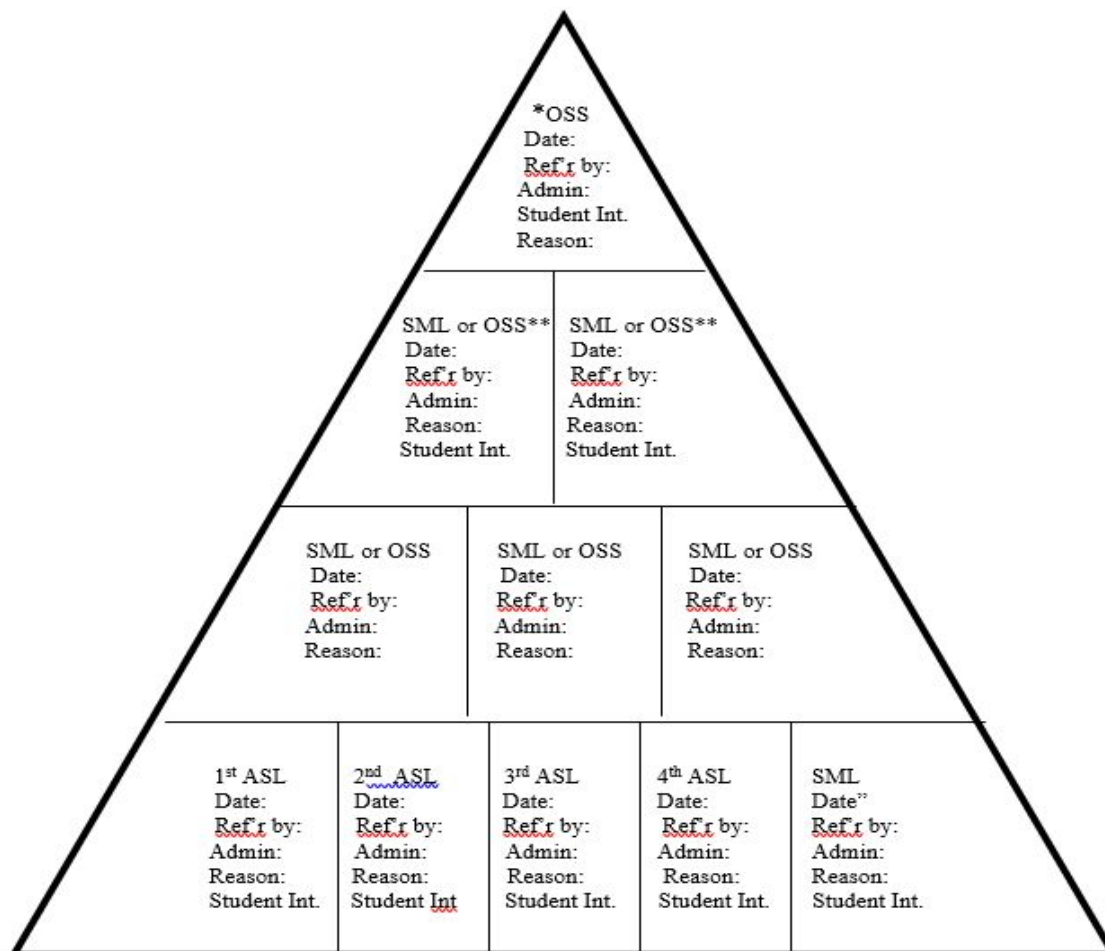 *OSS
Date:
Ref'r by:
Admin:
Student Int.
Reason:
SML or OSS**
Date:
Ref'r by:
Admin:
Reason:
Student Int.
SML or OSS**
Date:
Ref'r by:
Admin:
Reason:
Student Int.
SML or OSS
Date:
Ref'r by:
Admin:
Reason:
SML or OSS
Date:
Ref'r by:
Admin:
Reason:
SML or OSS
Date:
Ref'r by:
Admin:
Reason:
1st ASL
Date:
Ref'r by:
Admin:
Reason:
Student Int.
2nd ASL
Date:
Ref'r by:
Admin:
Reason:
Student Int
3rd ASL
Date:
Ref'r by:
Admin:
Reason:
Student Int.
4th ASL
Date:
Ref'r by:
Admin:
Reason:
Student Int.
SML
Date”
Ref'r by:
Admin:
Reason:
Student Int.